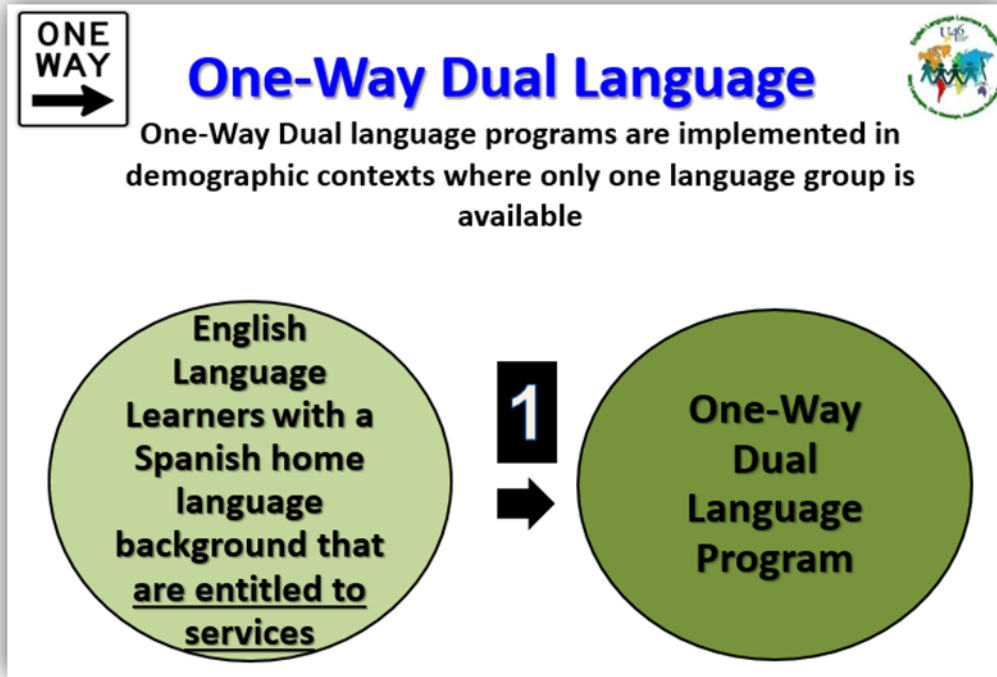 ONE
WAY
One-Way Dual Language
U46
One-Way Dual language programs are implemented in
demographic contexts where only one language group is
available
English
Language
Learners with a
Spanish home
language
background that
are entitled to
services
1
One-Way
Dual
Language
Program